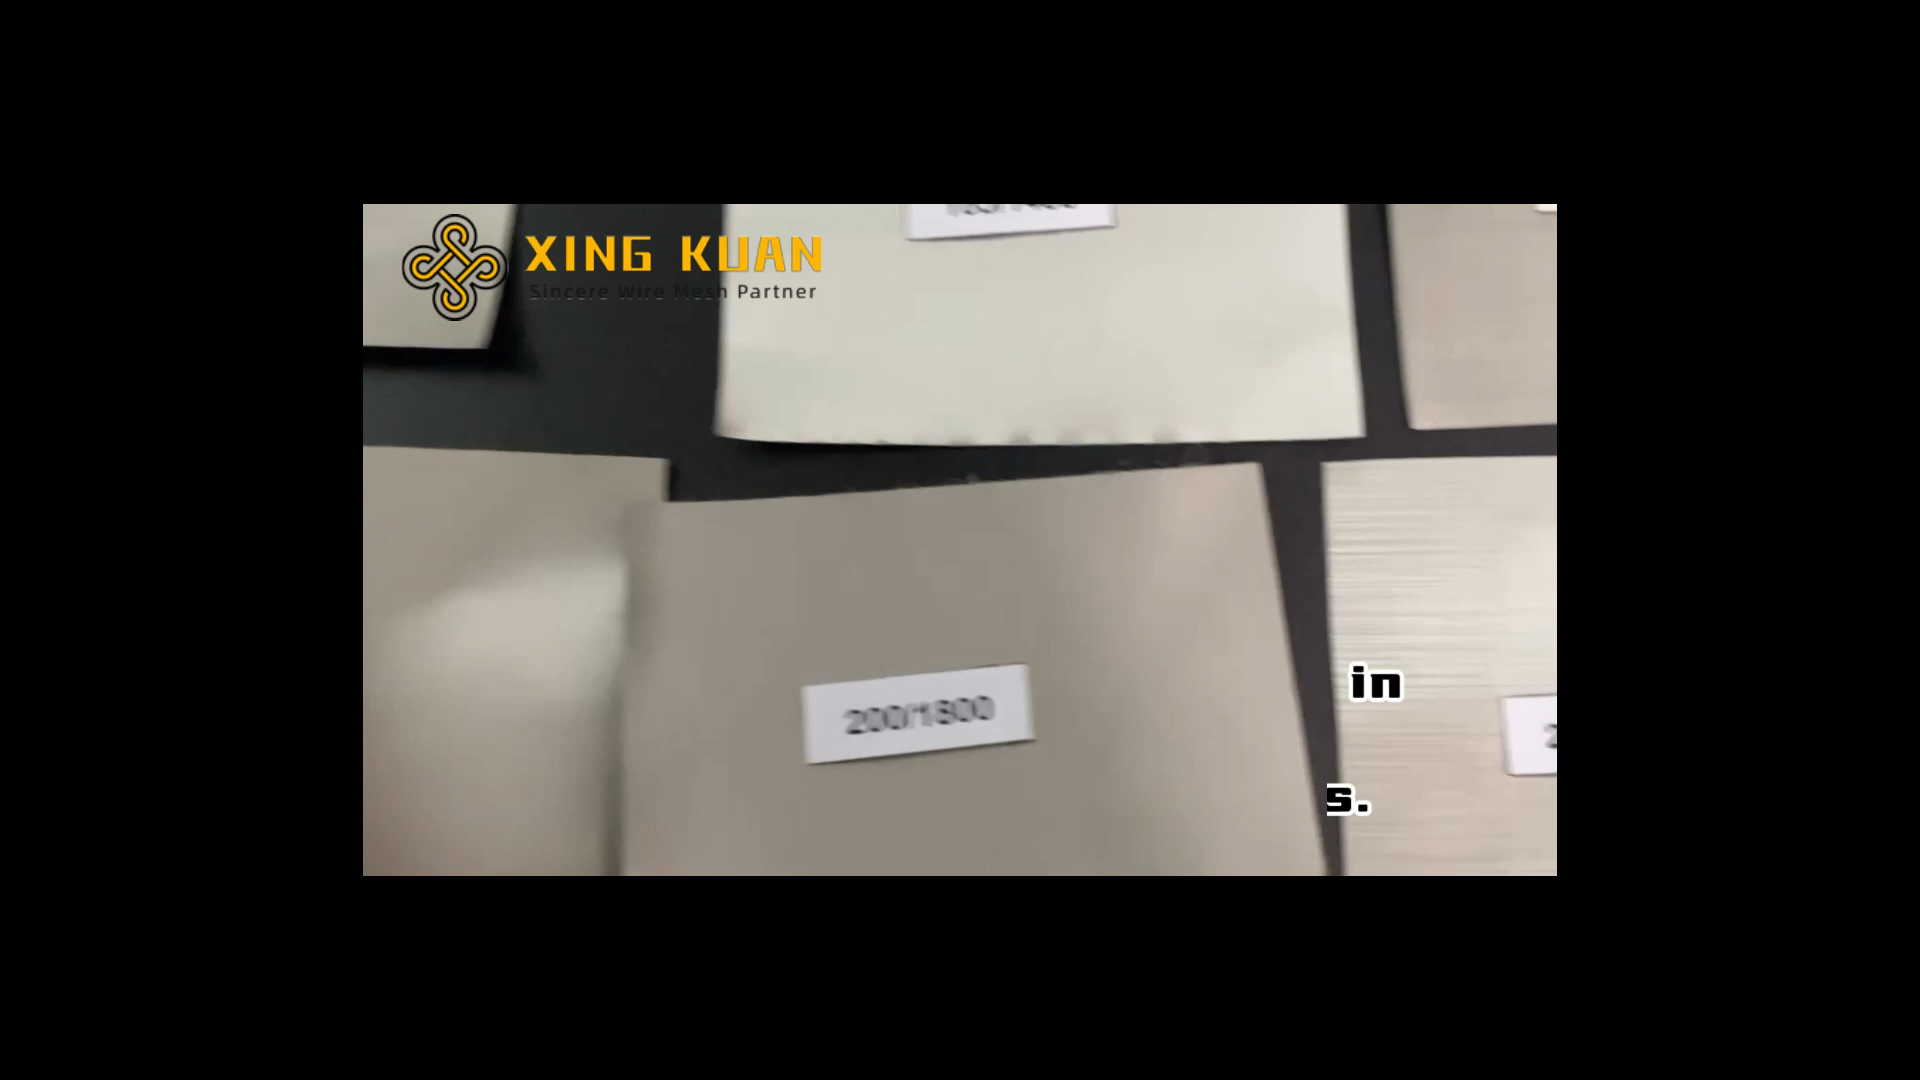 XING KUAN
Sincere Wire Mesh Partner
200/1800
in
s.